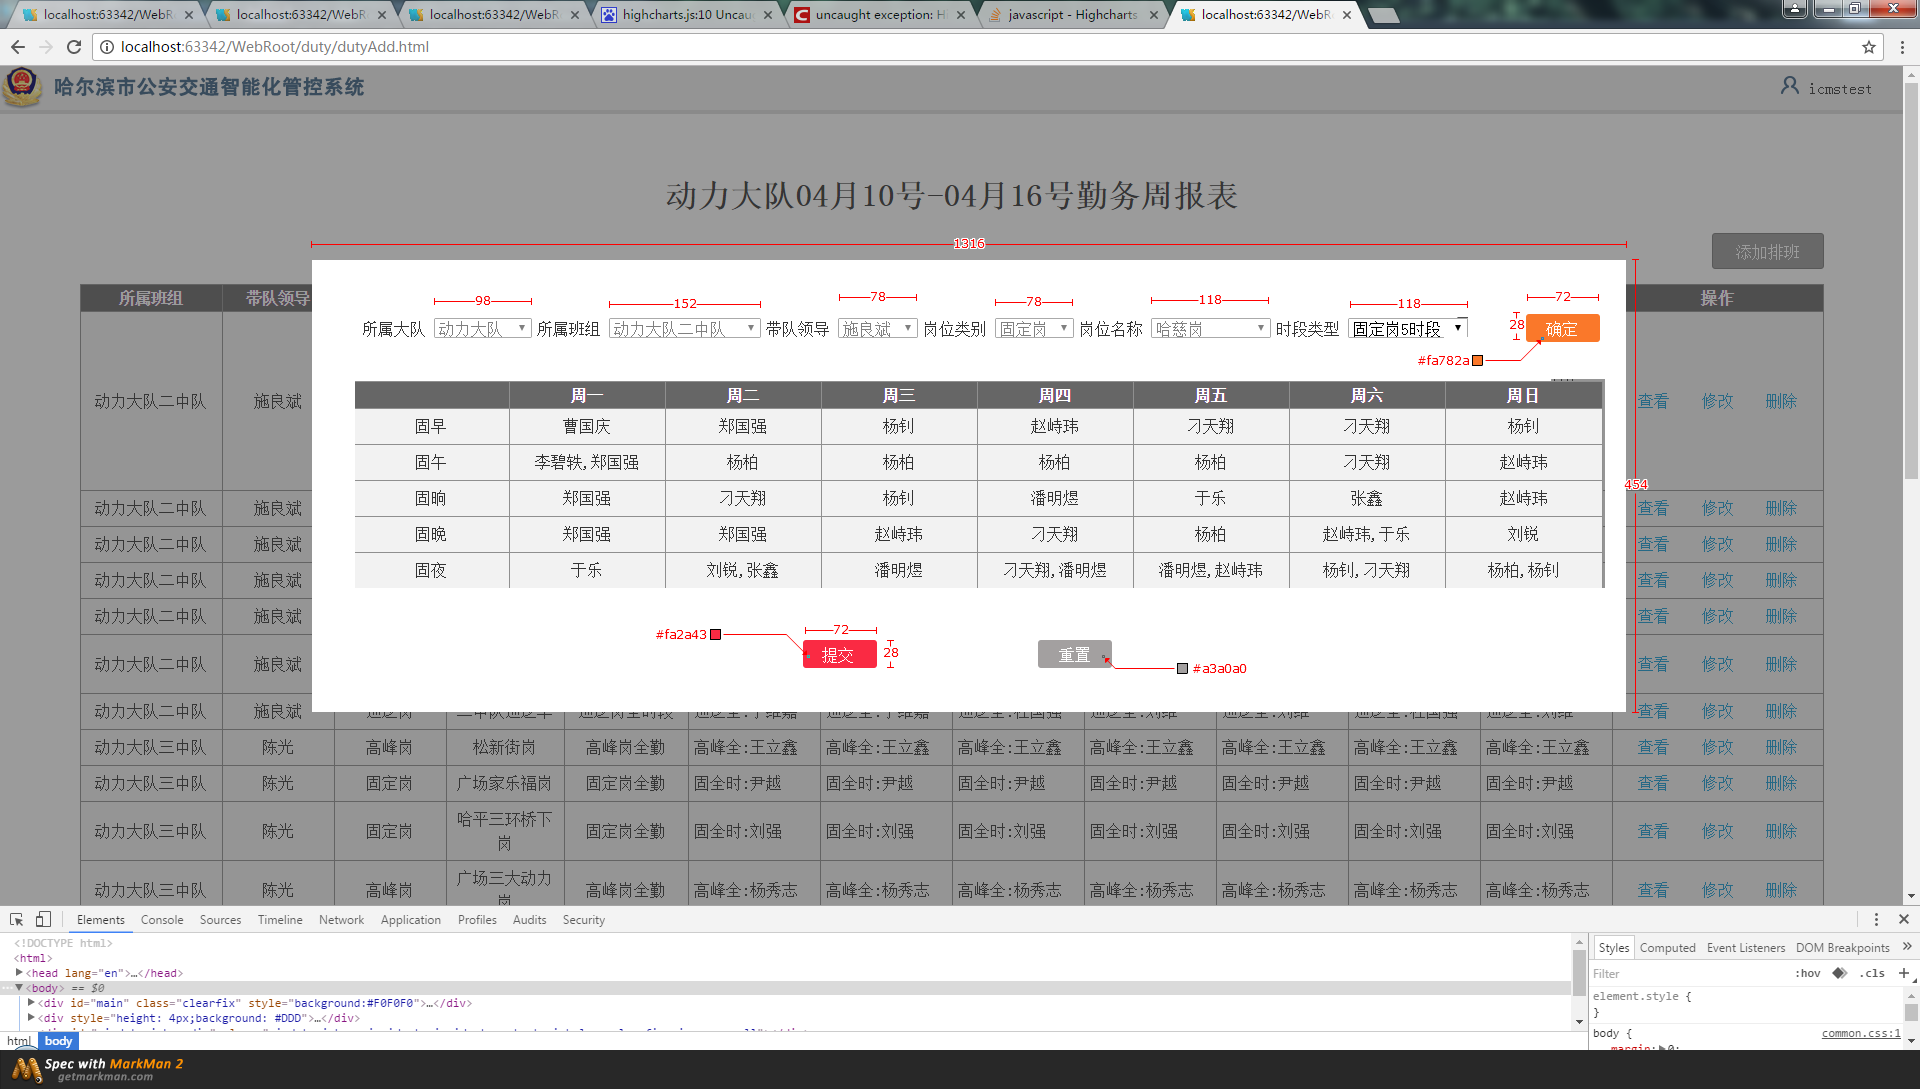 localhost:63342/WebR
localhost:63342/WebR
localhost:63342/WebR
highcharts.js:10 Uncau
uncaught exception: H
javascript - Highcharts
localhost:63342/WebR
localhost:63342/WebRoot/duty/dutyAdd.html
哈尔滨市公安交通智能化管控系统
icmstest
动力大队04月10号-04月16号勤务周报表
1316
添加排班
所属班组 带队领导 操作
98 152 78 78 118 118 72
所属大队 动力大队 所属班组 动力大队二中队 带队领导 施良斌 岗位类别 固定岗 岗位名称 哈慈岗 时段类型 固定岗5时段 28 确定
#fa782a
周一 周二 周三 周四 周五 周六 周日
动力大队二中队 施良斌 查看 修改 删除
固早 曹国庆 郑国强 杨钊 赵峙玮 刁天翔 刁天翔 杨钊
固午 李碧轶,郑国强 杨柏 杨柏 杨柏 杨柏 刁天翔 赵峙玮
454
固晌 郑国强 刁天翔 杨钊 潘明煜 于乐 张鑫 赵峙玮
动力大队二中队 施良斌 查看 修改 删除
固晚 郑国强 郑国强 赵峙玮 刁天翔 杨柏 赵峙玮,于乐 刘锐
动力大队二中队 施良斌 查看 修改 删除
固夜 于乐 刘锐,张鑫 潘明煜 刁天翔,潘明煜 潘明煜,赵峙玮 杨钊,刁天翔 杨柏,杨钊
动力大队二中队 施良斌 查看 修改 删除
动力大队二中队 施良斌 查看 修改 删除
#fa2a43 72
提交 28 重置
#a3a0a0
动力大队二中队 施良斌 查看 修改 删除
动力大队二中队 施良斌 查看 修改 删除
动力大队三中队 陈光 高峰岗 松新街岗 高峰岗全勤 高峰全:王立鑫 高峰全:王立鑫 高峰全:王立鑫 高峰全:王立鑫 高峰全:王立鑫 高峰全:王立鑫 高峰全:王立鑫 查看 修改 删除
动力大队三中队 陈光 固定岗 广场家乐福岗 固定岗全勤 固全时:尹越 固全时:尹越 固全时:尹越 固全时:尹越 固全时:尹越 固全时:尹越 固全时:尹越 查看 修改 删除
动力大队三中队 陈光 固定岗 哈平三环桥下岗 固定岗全勤 固全时:刘强 固全时:刘强 固全时:刘强 固全时:刘强 固全时:刘强 固全时:刘强 固全时:刘强 查看 修改 删除
动力大队三中队 陈光 高峰岗 广场三大动力岗 高峰岗全勤 高峰全:杨秀志 高峰全:杨秀志 高峰全:杨秀志 高峰全:杨秀志 高峰全:杨秀志 高峰全:杨秀志 高峰全:杨秀志 查看 修改 删除
Elements Console Sources Timeline Network Application Profiles Audits Security
<!DOCTYPE html>
<html>
<head lang="en">…</head>
<body> == $0
<div id="main" class="clearfix" style="background:#F0F0F0">…</div>
<div style="height: 4px;background: #DDD">…</div>
html body
Styles Computed Event Listeners DOM Breakpoints
Filter :hov .cls
element.style {
}
body { common.css:1
margin: 0;
Spec with MarkMan 2
getmarkman.com